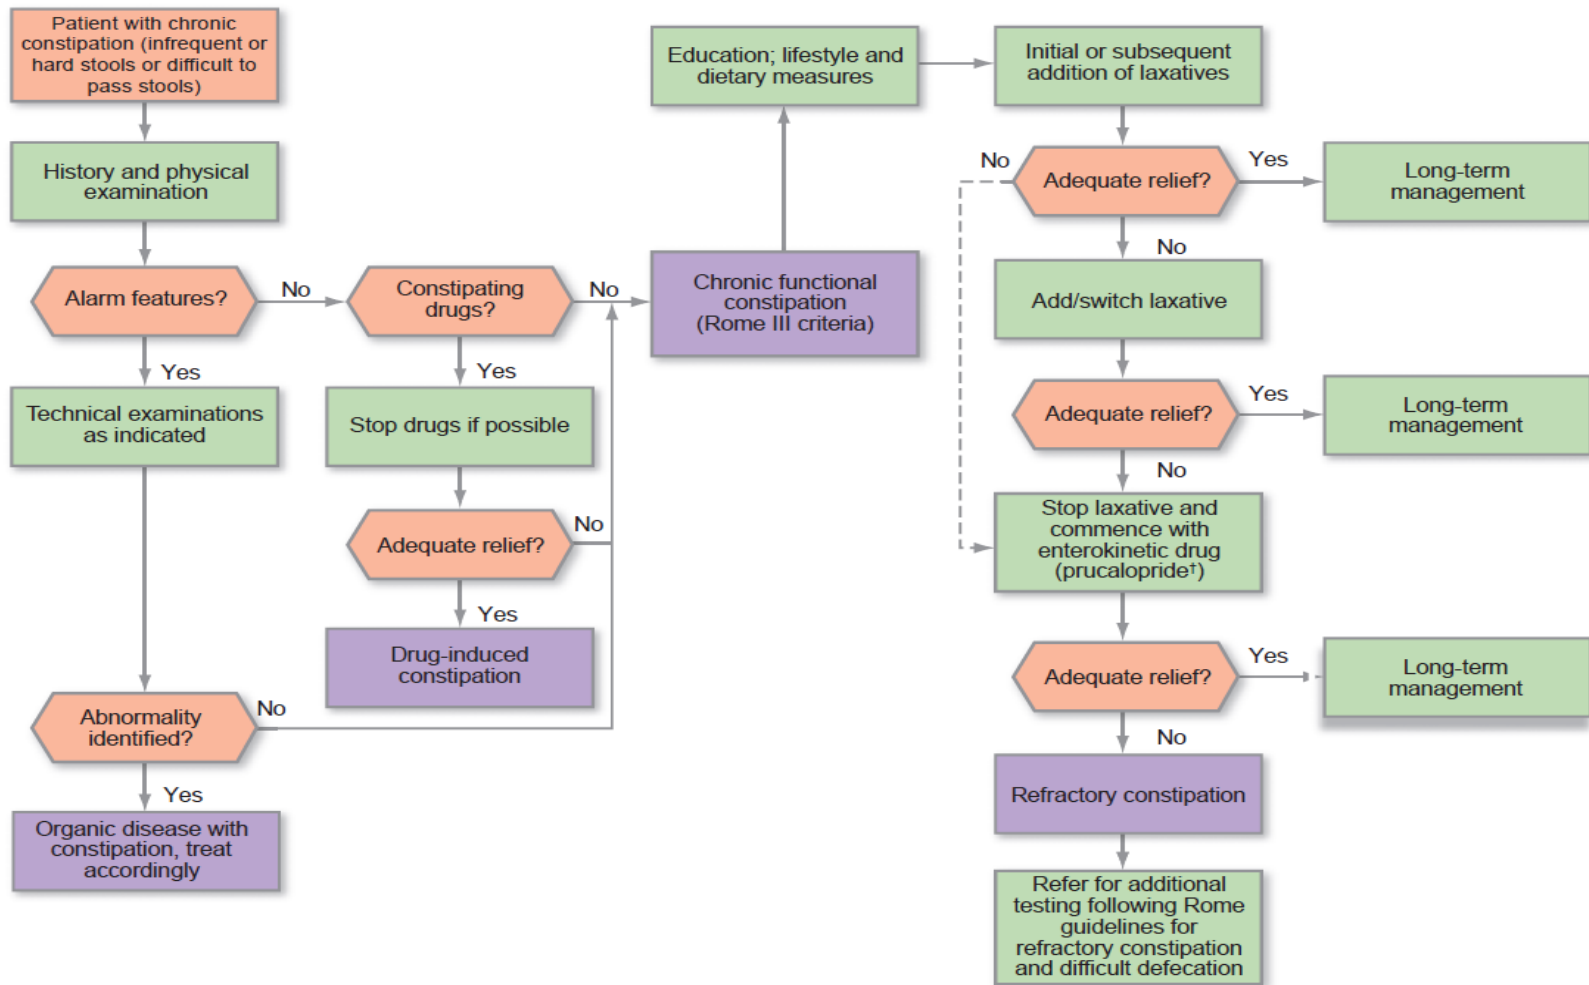 Patient with chronic
constipation (infrequent or
hard stools or difficult to
pass stools)
History and physical
examination
Alarm features?
No
Yes
Technical examinations
as indicated
Abnormality
identified?
No
Yes
Organic disease with
constipation, treat
accordingly
Constipating
drugs?
No
Yes
Stop drugs if possible
Adequate relief?
No
Yes
Drug-induced
constipation
Chronic functional
constipation
(Rome III criteria)
Education; lifestyle and
dietary measures
Initial or subsequent
addition of laxatives
No
Adequate relief?
Yes
Long-term
management
No
Add/switch laxative
Adequate relief?
Yes
Long-term
management
No
Stop laxative and
commence with
enterokinetic drug
(prucalopride†)
Adequate relief?
Yes
Long-term
management
No
Refractory constipation
Refer for additional
testing following Rome
guidelines for
refractory constipation
and difficult defecation